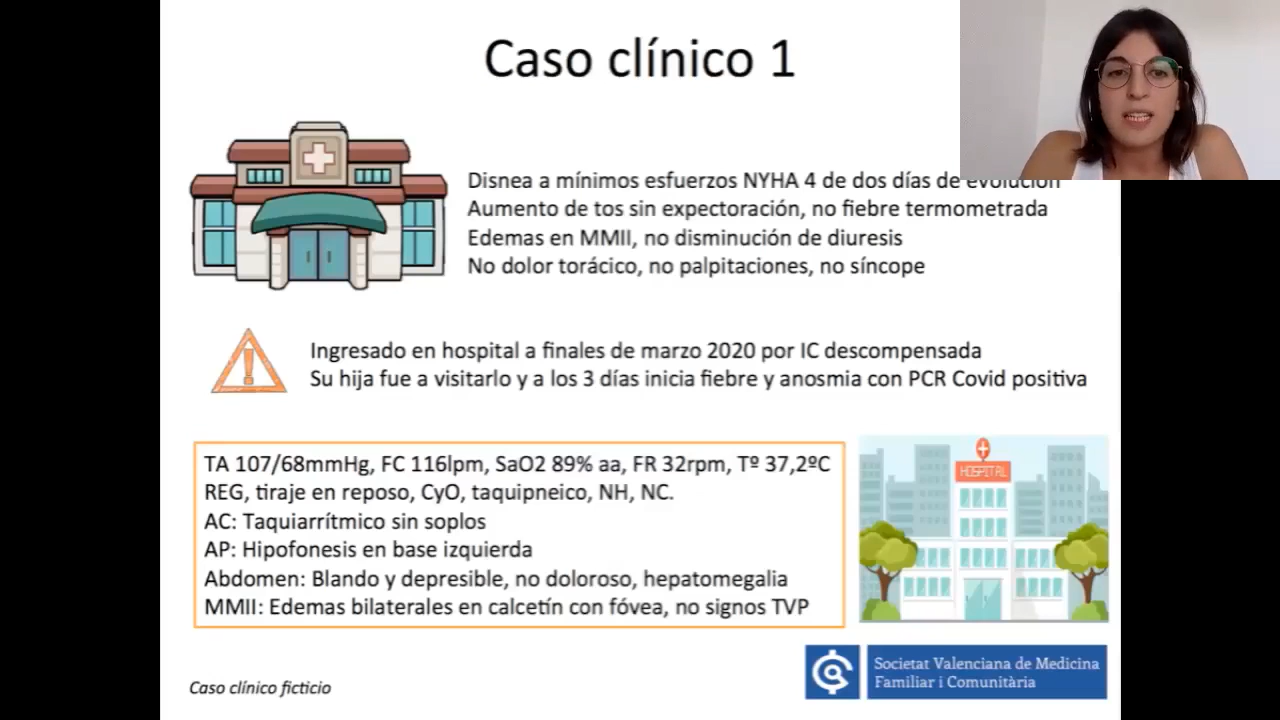 Caso clínico 1
Disnea a mínimos esfuerzos NYHA 4 de dos días de evolución
Aumento de tos sin expectoración, no fiebre termometrada
Edemas en MMII, no disminución de diuresis
No dolor torácico, no palpitaciones, no síncope
Ingresado en hospital a finales de marzo 2020 por IC descompensada
Su hija fue a visitarlo y a los 3 días inicia fiebre y anosmia con PCR Covid positiva
TA 107/68mmHg, FC 116lpm, SaO2 89% aa, FR 32rpm, Tº 37,2ºC
REG, tiraje en reposo, CyO, taquipneico, NH, NC.
AC: Taquiarrítmico sin soplos
AP: Hipofonesis en base izquierda
Abdomen: Blando y depresible, no doloroso, hepatomegalia
MMII: Edemas bilaterales en calcetín con fóvea, no signos TVP
HOSPITAL
Societat Valenciana de Medicina
Familiar i Comunitària
Caso clínico ficticio